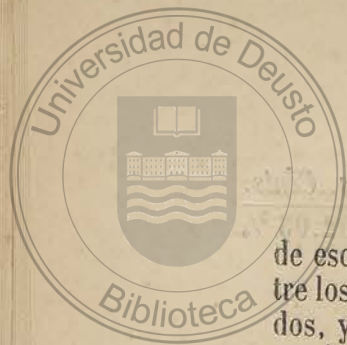 Universidad de Deusto
Biblioteca
de esc
tre los
dos, y